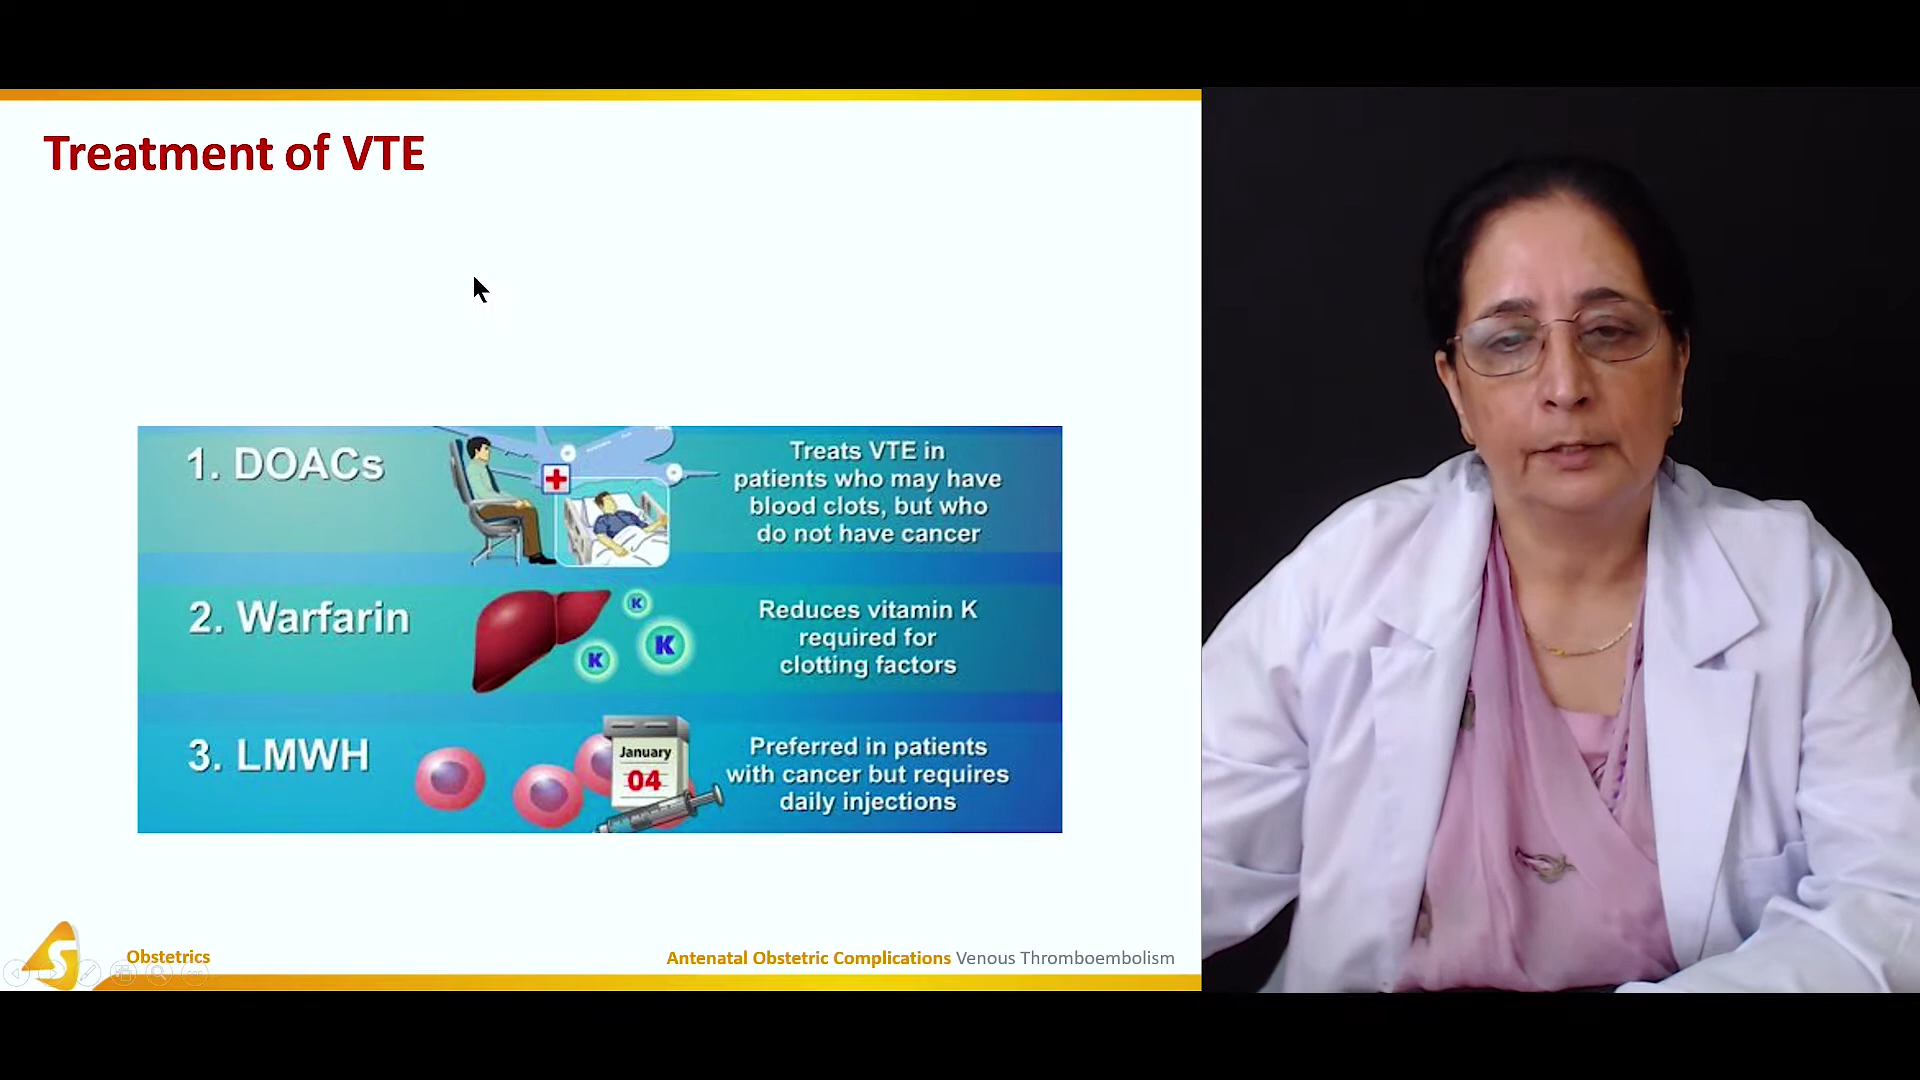 Treatment of VTE
1. DOACs
Treats VTE in
patients who may have
blood clots, but who
do not have cancer
2. Warfarin
K
K
K
Reduces vitamin K
required for
clotting factors
3. LMWH
January
04
Preferred in patients
with cancer but requires
daily injections
S
Obstetrics
Antenatal Obstetric Complications Venous Thromboembolism